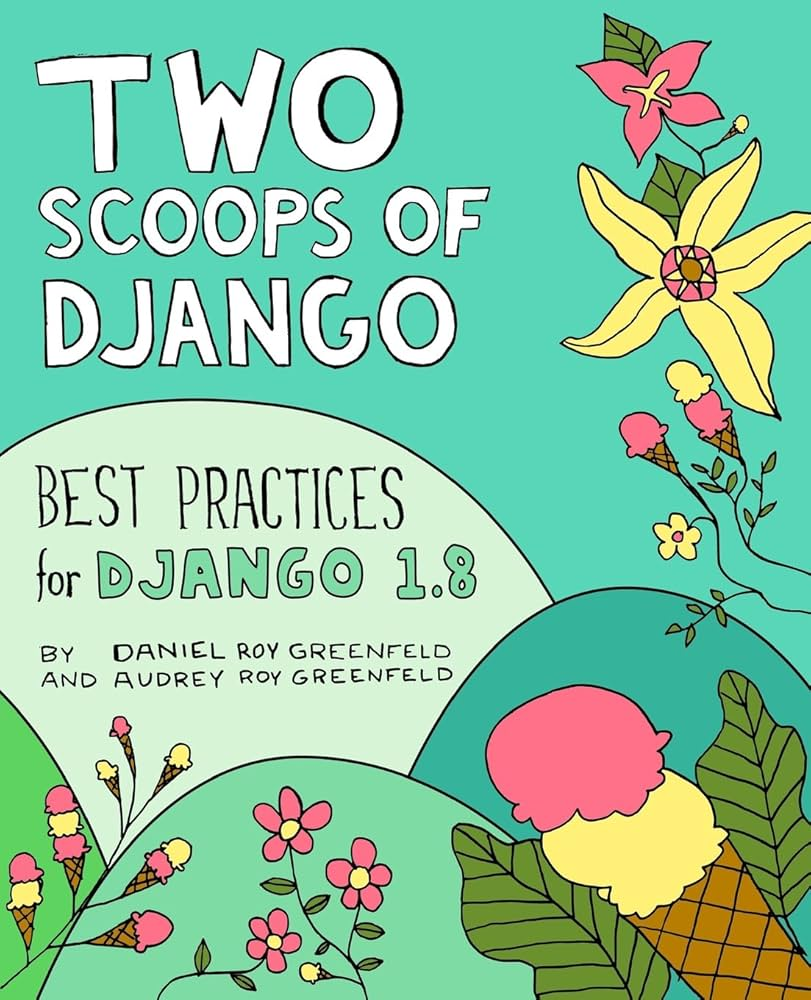 TWO
SCOOPS OF
DJANGO
BEST PRACTICES
for DJANGO 1.8
BY DANIEL ROY GREENFELD
AND AUDREY ROY GREENFELD